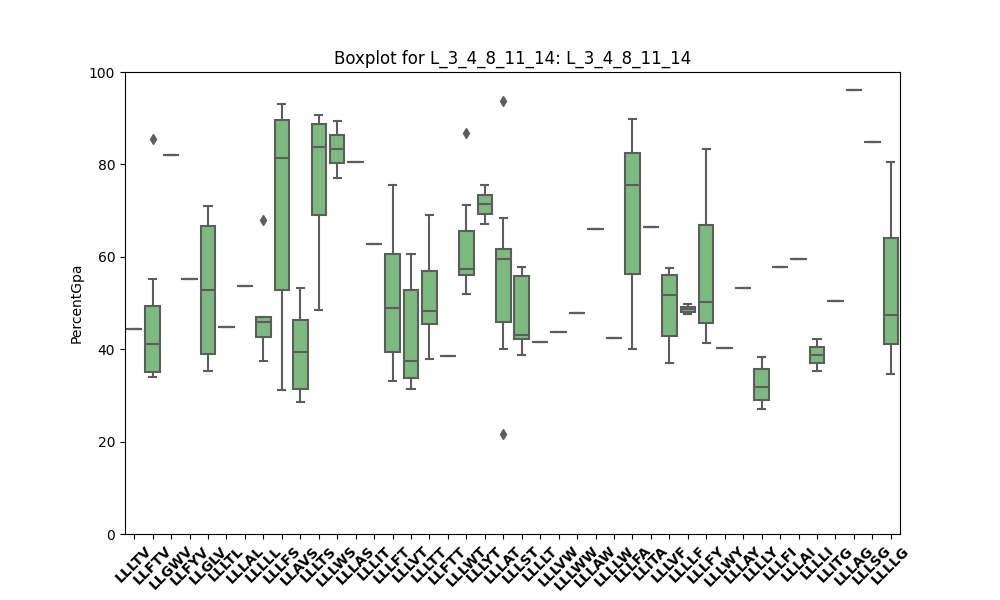 Boxplot for L_3_4_8_11_14: L_3_4_8_11_14
PercentGpa
100
80
60
40
20
0
LLLTV
LLFTV
LLGWV
LLFYV
LLGLV
LLLTL
LLLAL
LLLLL
LLLFS
LLAVS
LLLTS
LLLWS
LLLAS
LLLIT
LLLFT
LLLVT
LLLTT
LLFTT
LLLWT
LLLYT
LLLAT
LLLST
LLLLT
LLLVW
LLLWW
LLLAW
LLLLW
LLLFA
LLITA
LLLVF
LLLLF
LLLFY
LLLWY
LLLAY
LLLLY
LLLFI
LLLAI
LLLLI
LLITG
LLLAG
LLLSG
LLLLG